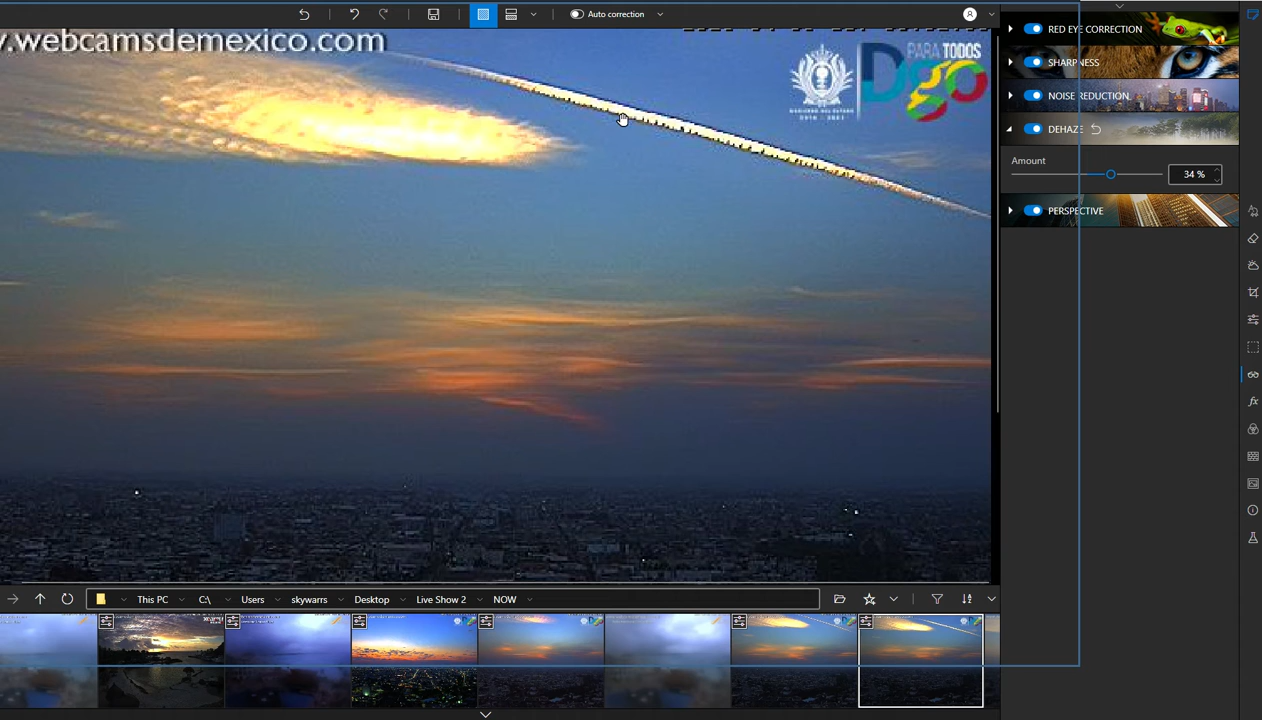 Auto correction
.webcamsdemexico.com
PARA TODOS
Dgo
RED EYE CORRECTION
SHARPNESS
NOISE REDUCTION
DEHAZE
Amount
34 %
PERSPECTIVE
fx
This PC
C:\
Users
skywarrs
Desktop
Live Show 2
NOW